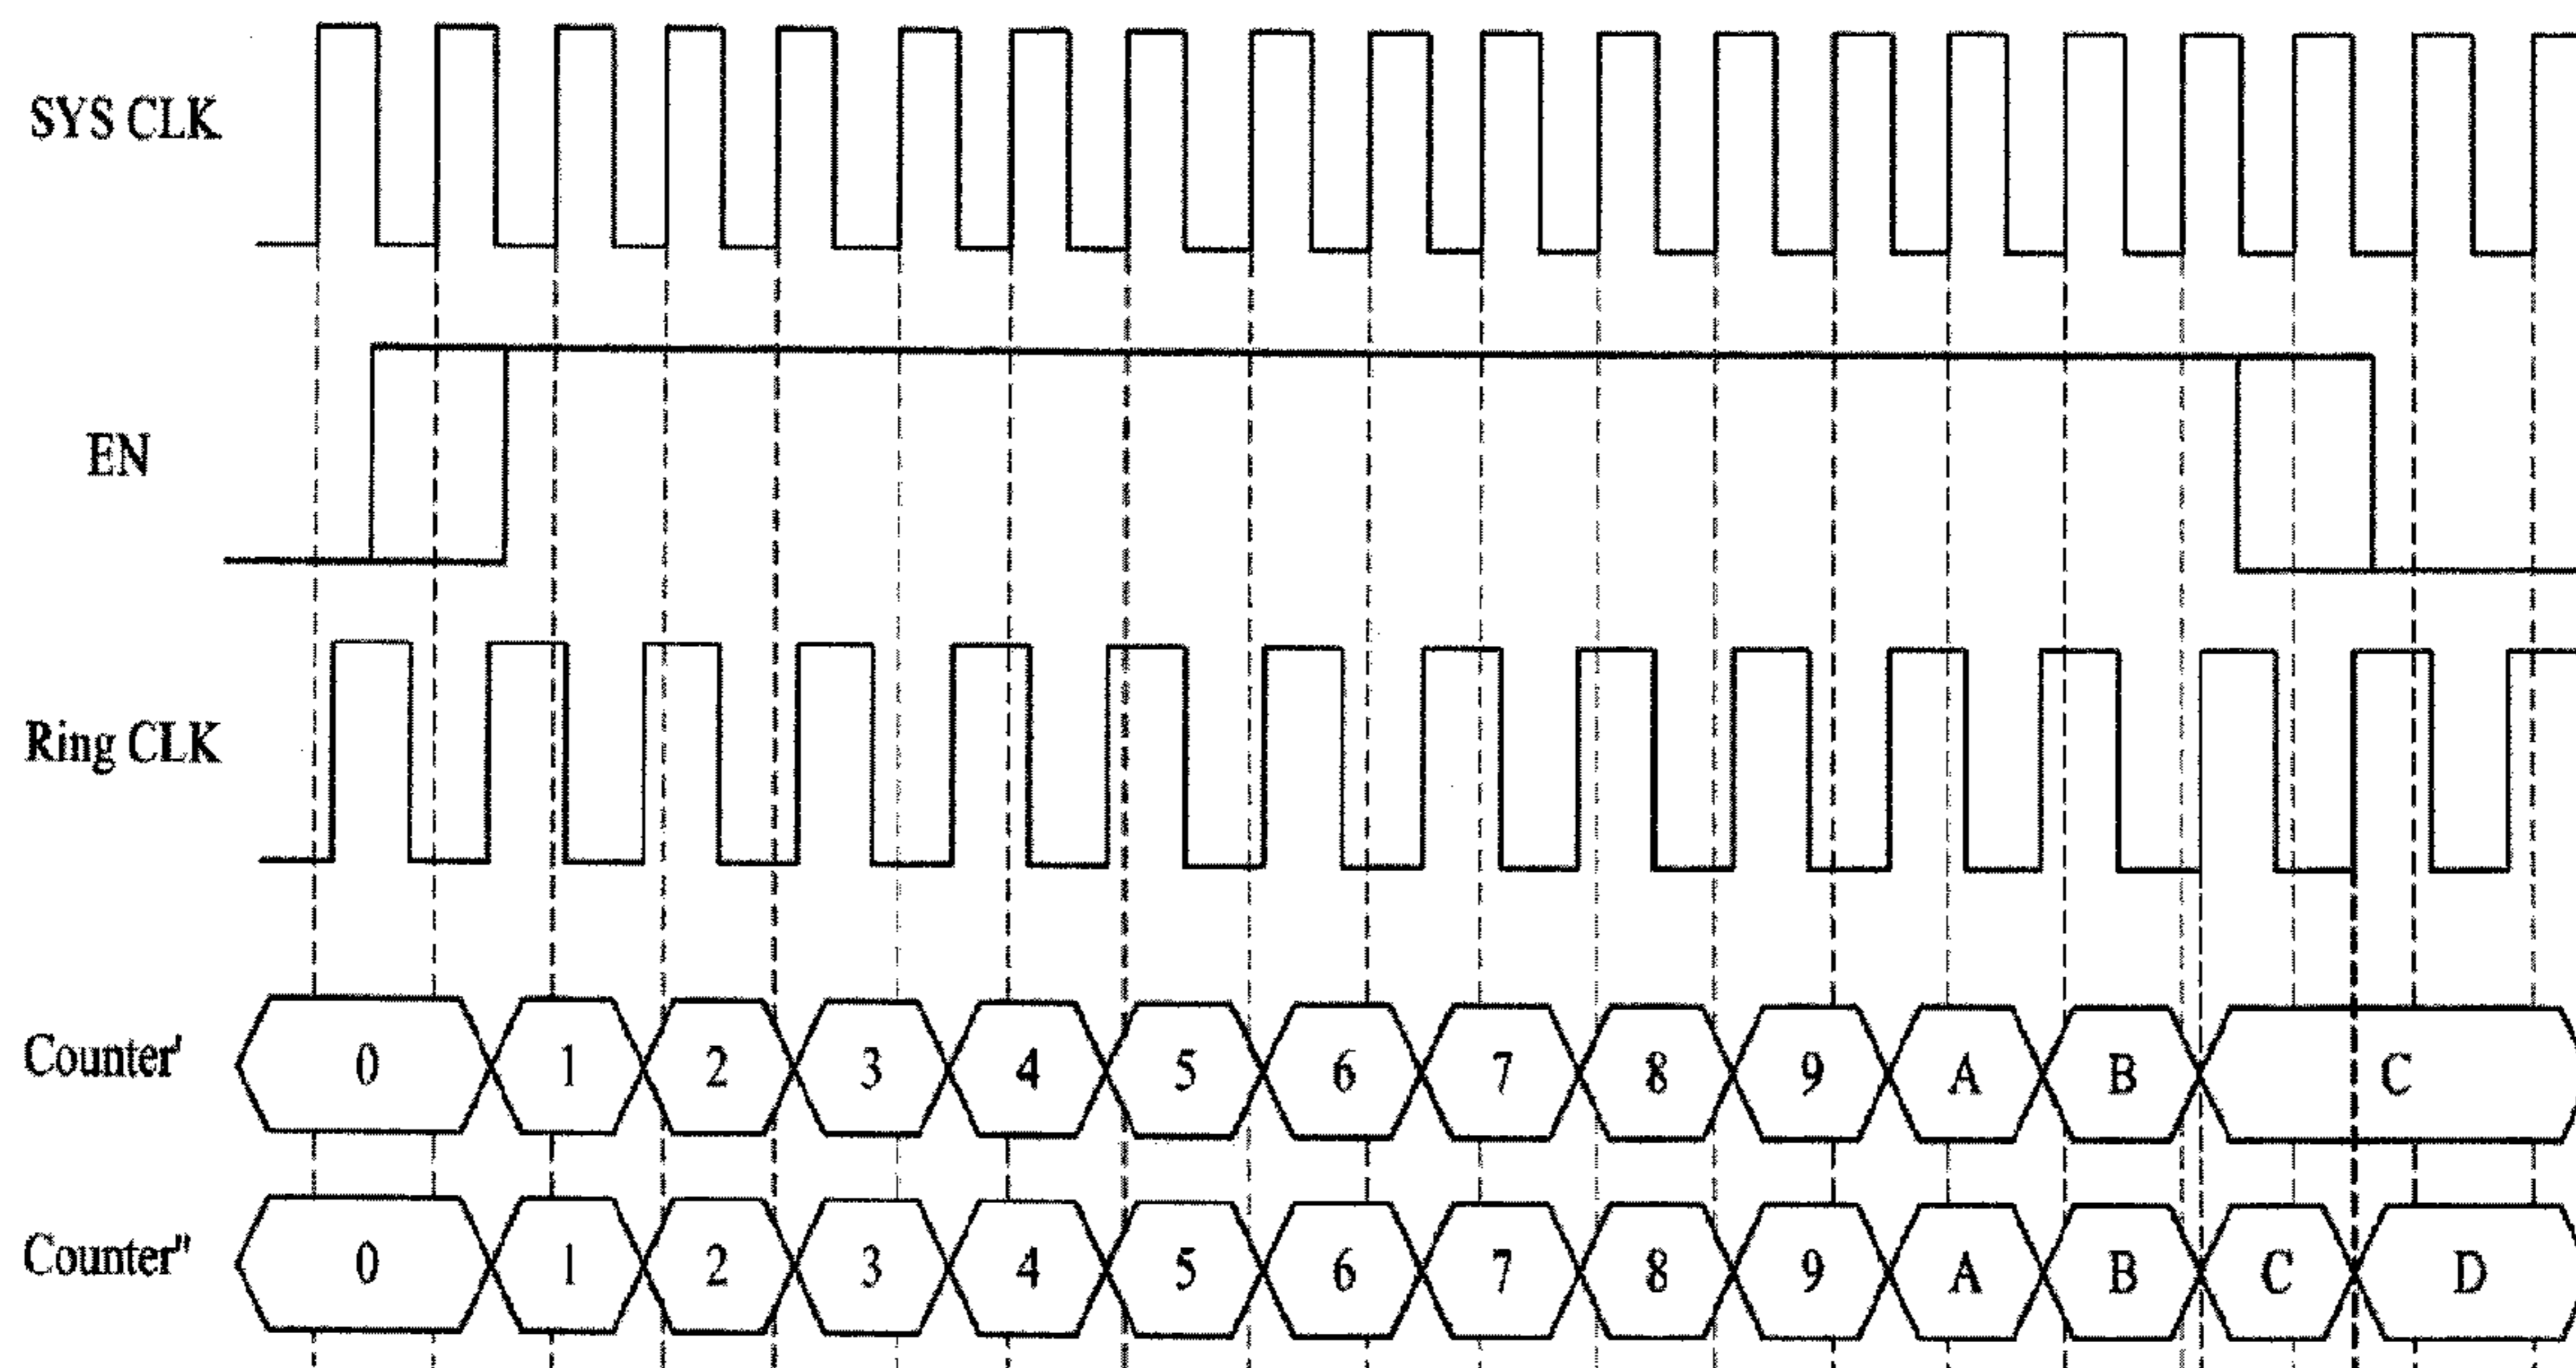 SYS CLK
EN
Ring CLK
Counter' 0 1 2 3 4 5 6 7 8 9 A B C
Counter" 0 1 2 3 4 5 6 7 8 9 A B C D